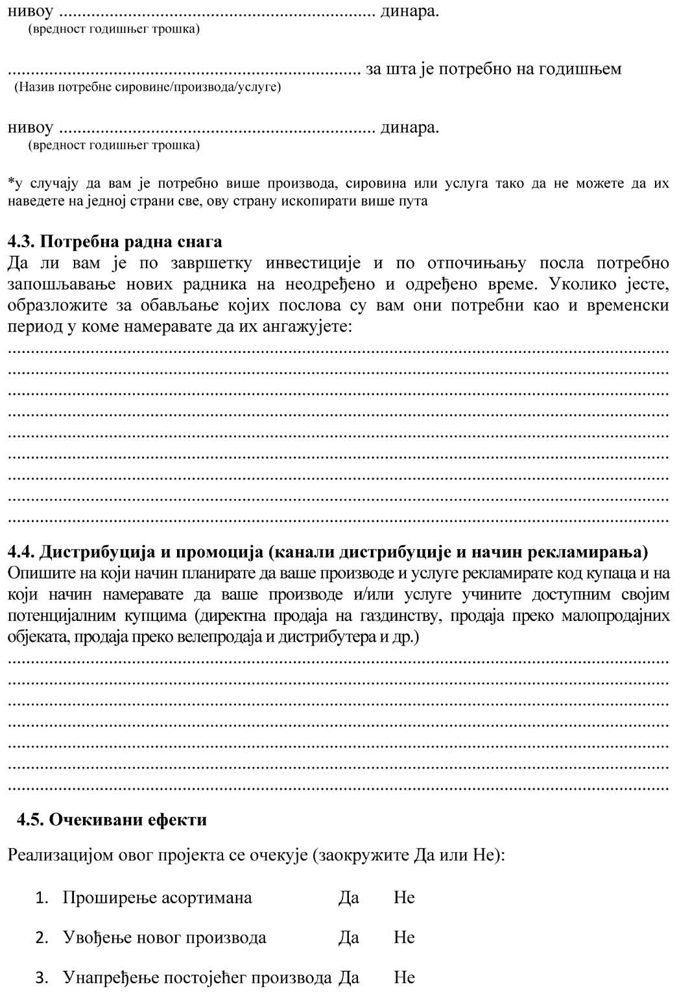 нивоу .................................................................... динара.
(вредност годишњег трошка)
............................................................................ за шта је потребно на годишњем
(Назив потребне сировине/производа/услуге)
нивоу .................................................................... динара.
(вредност годишњег трошка)
*у случају да вам је потребно више производа, сировина или услуга тако да не можете да их
наведете на једној страни све, ову страну ископирати више пута
4.3. Потребна радна снага
Да ли вам је по завршетку инвестиције и по отпочињању посла потребно
запошљавање нових радника на неодређено и одређено време. Уколико јесте,
образложите за обављање којих послова су вам они потребни као и временски
период у коме намеравате да их ангажујете:
...............................................................................................................................................
...............................................................................................................................................
...............................................................................................................................................
...............................................................................................................................................
...............................................................................................................................................
...............................................................................................................................................
...............................................................................................................................................
...............................................................................................................................................
...............................................................................................................................................
4.4. Дистрибуција и промоција (канали дистрибуције и начин рекламирања)
Опишите на који начин планирате да ваше производе и услуге рекламирате код купаца и на
који начин намеравате да ваше производе и/или услуге учините доступним својим
потенцијалним купцима (директна продаја на газдинству, продаја преко малопродајних
објеката, продаја преко велепродаја и дистрибутера и др.)
...............................................................................................................................................
...............................................................................................................................................
...............................................................................................................................................
...............................................................................................................................................
...............................................................................................................................................
...............................................................................................................................................
...............................................................................................................................................
4.5. Очекивани ефекти
Реализацијом овог пројекта се очекује (заокружите Да или Не):
1. Проширење асортимана Да Не
2. Увођење новог производа Да Не
3. Унапређење постојећег производа Да Не